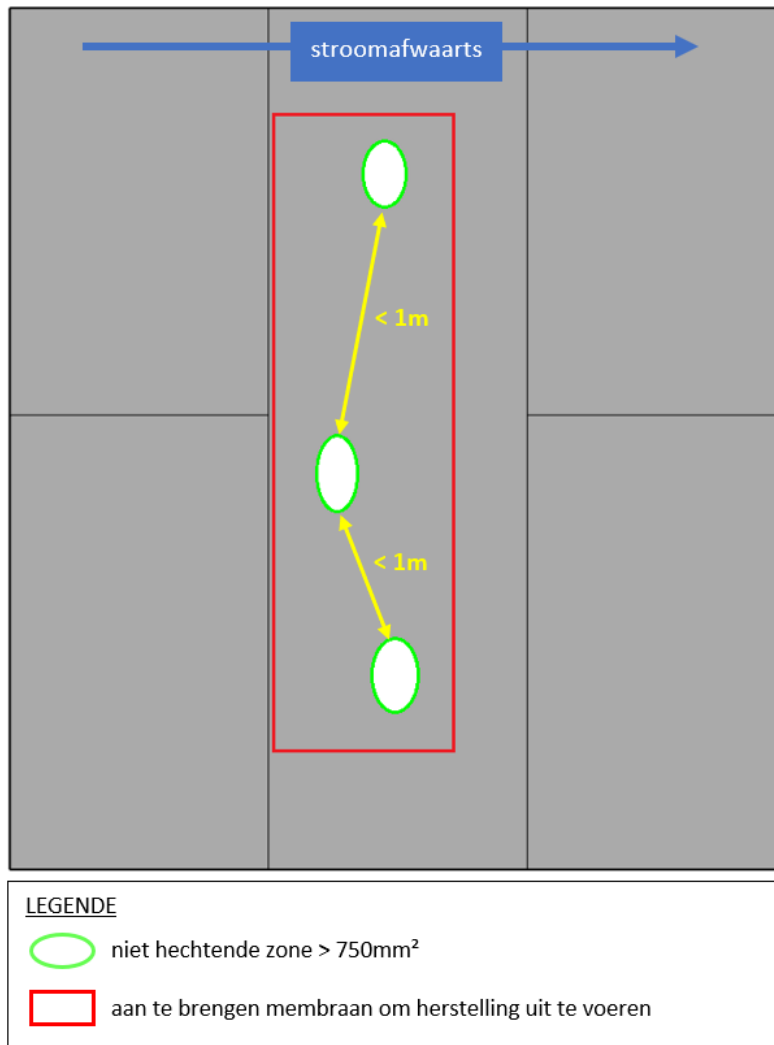 stroomafwaarts
< 1m
< 1m
LEGENDE
niet hechtende zone > 750mm²
aan te brengen membraan om herstelling uit te voeren